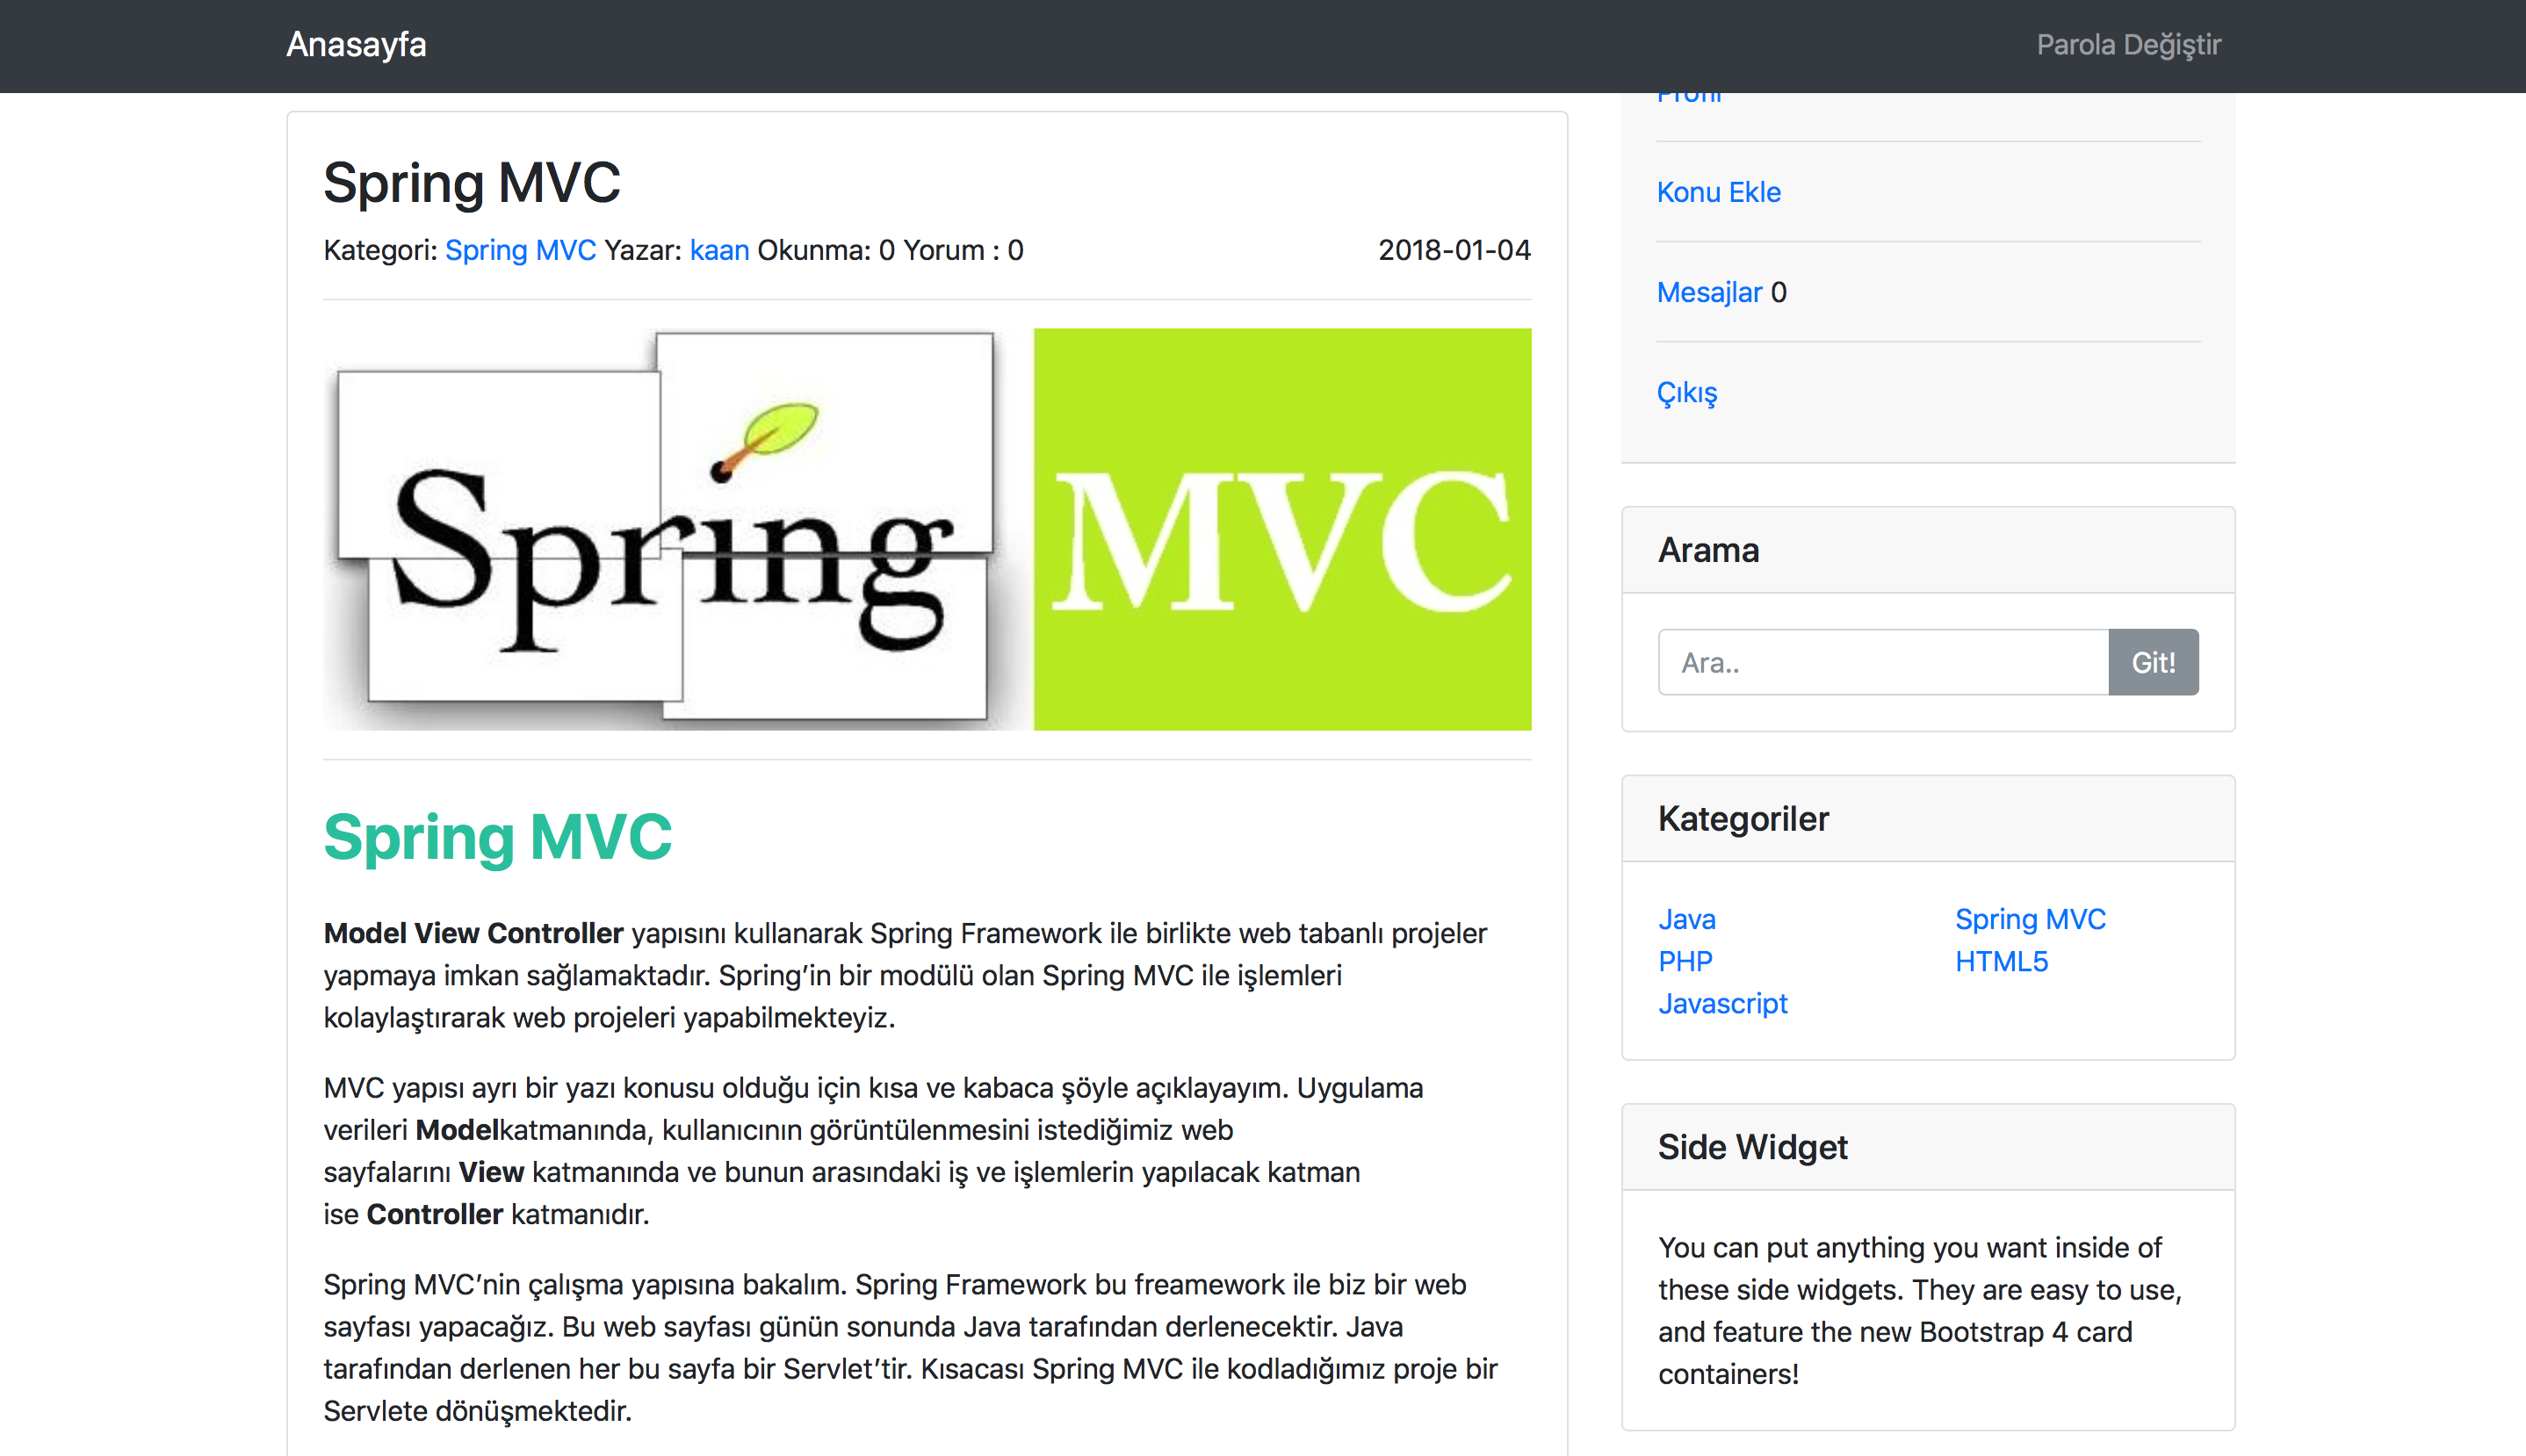 Anasayfa
Parola Değiştir
Spring MVC
Kategori: Spring MVC Yazar: kaan Okunma: 0 Yorum : 0
2018-01-04
Spring
MVC
Spring MVC
Model View Controller yapısını kullanarak Spring Framework ile birlikte web tabanlı projeler
yapmaya imkan sağlamaktadır. Spring’in bir modülü olan Spring MVC ile işlemleri
kolaylaştırarak web projeleri yapabilmekteyiz.
MVC yapısı ayrı bir yazı konusu olduğu için kısa ve kabaca şöyle açıklayayım. Uygulama
verileri Modelkatmanında, kullanıcının görüntülenmesini istediğimiz web
sayfalarını View katmanında ve bunun arasındaki iş ve işlemlerin yapılacak katman
ise Controller katmanıdır.
Spring MVC’nin çalışma yapısına bakalım. Spring Framework bu freamework ile biz bir web
sayfası yapacağız. Bu web sayfası günün sonunda Java tarafından derlenecektir. Java
tarafından derlenen her bu sayfa bir Servlet’tir. Kısacası Spring MVC ile kodladığımız proje bir
Servlete dönüşmektedir.
Profil
Konu Ekle
Mesajlar 0
Çıkış
Arama
Ara..
Git!
Kategoriler
Java
PHP
Javascript
Spring MVC
HTML5
Side Widget
You can put anything you want inside of
these side widgets. They are easy to use,
and feature the new Bootstrap 4 card
containers!